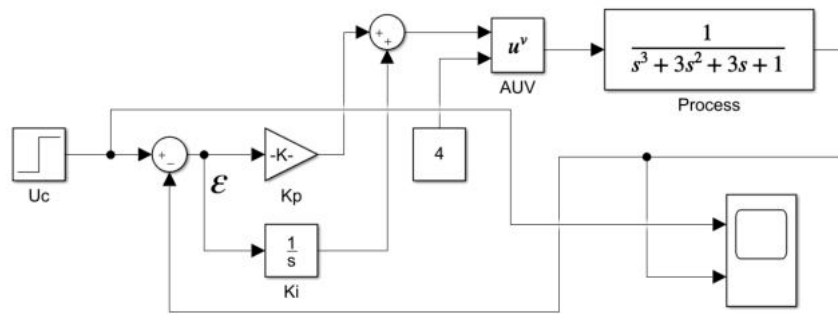 +
+
u^v
AUV
1
s^3 + 3s^2 + 3s + 1
Process
4
Uc
+
−
ε
-K-
Kp
1
s
Ki